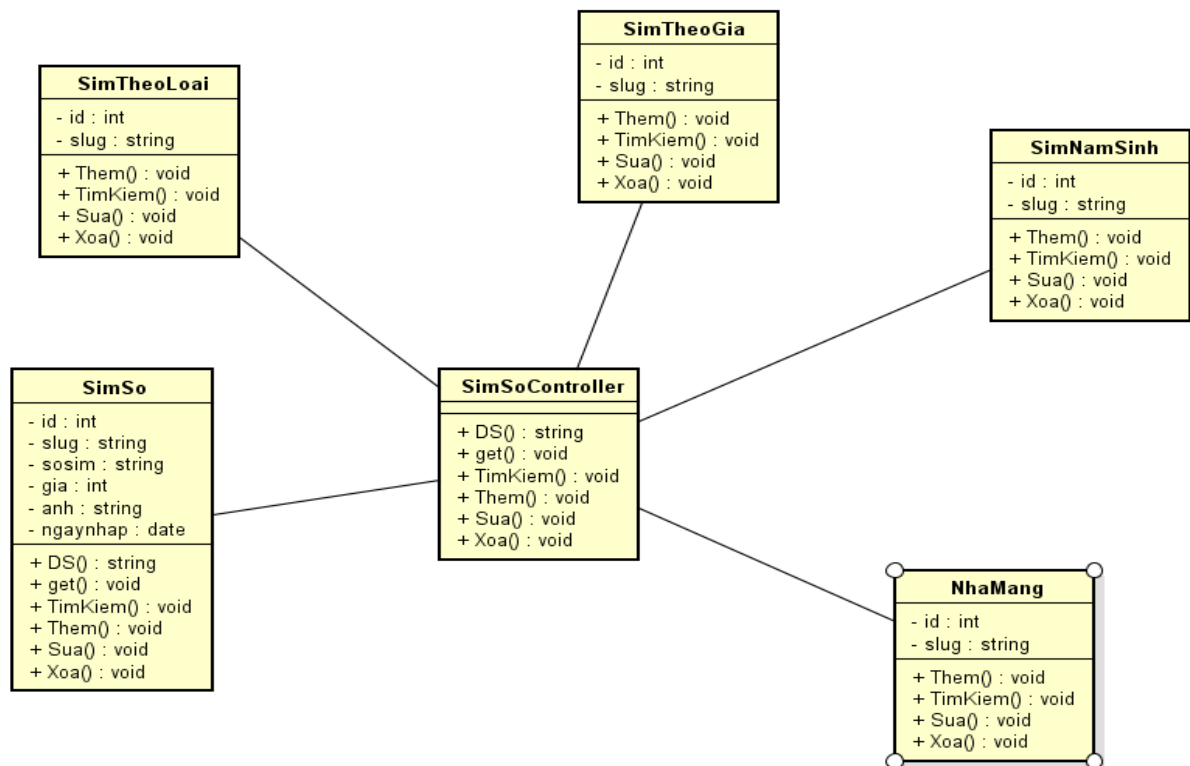 SimTheoGia
- id : int
- slug : string
+ Them() : void
+ TimKiem() : void
+ Sua() : void
+ Xoa() : void
SimTheoLoai
- id : int
- slug : string
+ Them() : void
+ TimKiem() : void
+ Sua() : void
+ Xoa() : void
SimNamSinh
- id : int
- slug : string
+ Them() : void
+ TimKiem() : void
+ Sua() : void
+ Xoa() : void
SimSo
- id : int
- slug : string
- sosim : string
- gia : int
- anh : string
- ngaynhap : date
+ DS() : string
+ get() : void
+ TimKiem() : void
+ Them() : void
+ Sua() : void
+ Xoa() : void
SimSoController
+ DS() : string
+ get() : void
+ TimKiem() : void
+ Them() : void
+ Sua() : void
+ Xoa() : void
NhaMang
- id : int
- slug : string
+ Them() : void
+ TimKiem() : void
+ Sua() : void
+ Xoa() : void